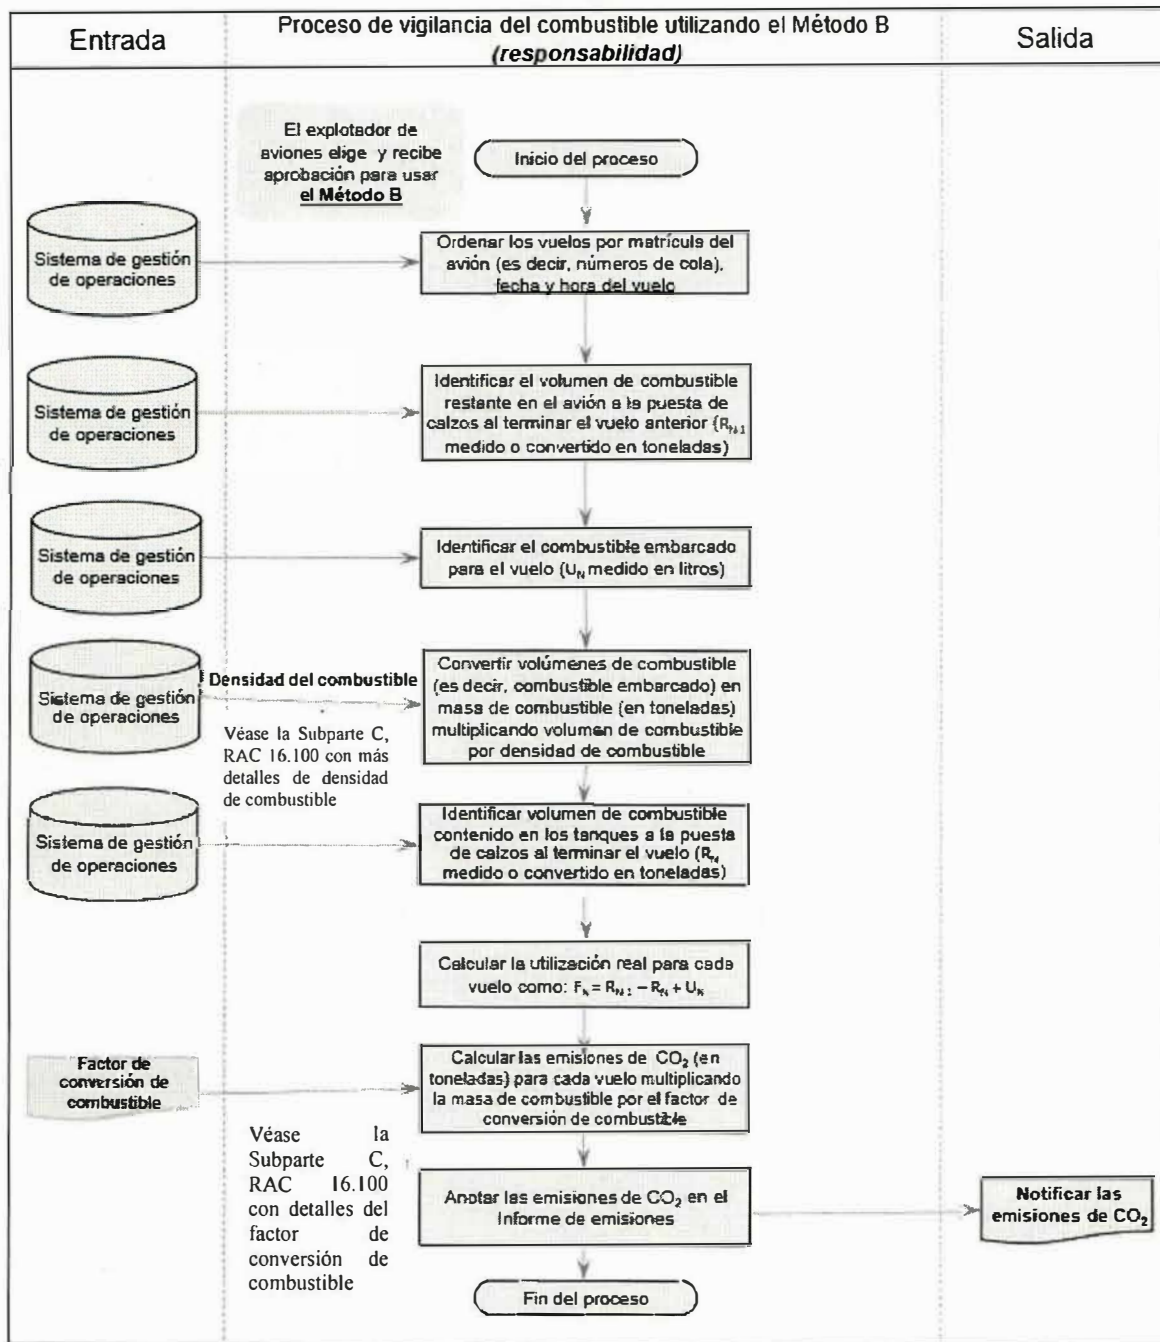 Entrada
Proceso de vigilancia del combustible utilizando el Método B
(responsabilidad)
Salida
El explotador de
aviones elige y recibe
aprobación para usar
el Método B
Inicio del proceso
Sistema de gestión
de operaciones
Ordenar los vuelos por matrícula del
avión (es decir, números de cola),
fecha y hora del vuelo
Sistema de gestión
de operaciones
Identificar el volumen de combustible
restante en el avión a la puesta de
calzos al terminar el vuelo anterior (R_N-1
medido o convertido en toneladas)
Sistema de gestión
de operaciones
Identificar el combustible embarcado
para el vuelo (U_N medido en litros)
Sistema de gestión
de operaciones
Densidad del combustible
Véase la Subparte C,
RAC 16.100 con más
detalles de densidad
de combustible
Convertir volúmenes de combustible
(es decir, combustible embarcado) en
masa de combustible (en toneladas)
multiplicando volumen de combustible
por densidad de combustible
Sistema de gestión
de operaciones
Identificar volumen de combustible
contenido en los tanques a la puesta
de calzos al terminar el vuelo (R_N
medido o convertido en toneladas)
Calcular la utilización real para cada
vuelo como: F_N = R_N-1 – R_N + U_N
Factor de
conversión de
combustible
Calcular las emisiones de CO₂ (en
toneladas) para cada vuelo multiplicando
la masa de combustible por el factor de
conversión de combustible
Véase la
Subparte C,
RAC 16.100
con detalles del
factor de
conversión de
combustible
Anotar las emisiones de CO₂ en el
Informe de emisiones
Notificar las
emisiones de CO₂
Fin del proceso